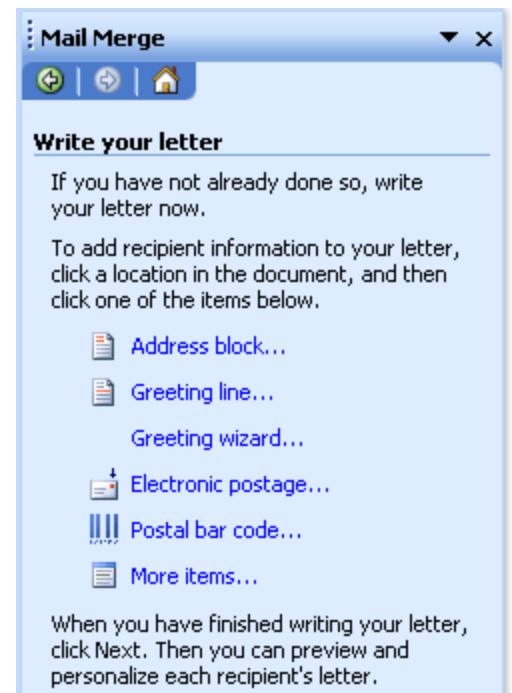 Mail Merge
Write your letter
If you have not already done so, write
your letter now.
To add recipient information to your letter,
click a location in the document, and then
click one of the items below.
Address block...
Greeting line...
Greeting wizard...
Electronic postage...
Postal bar code...
More items...
When you have finished writing your letter,
click Next. Then you can preview and
personalize each recipient's letter.